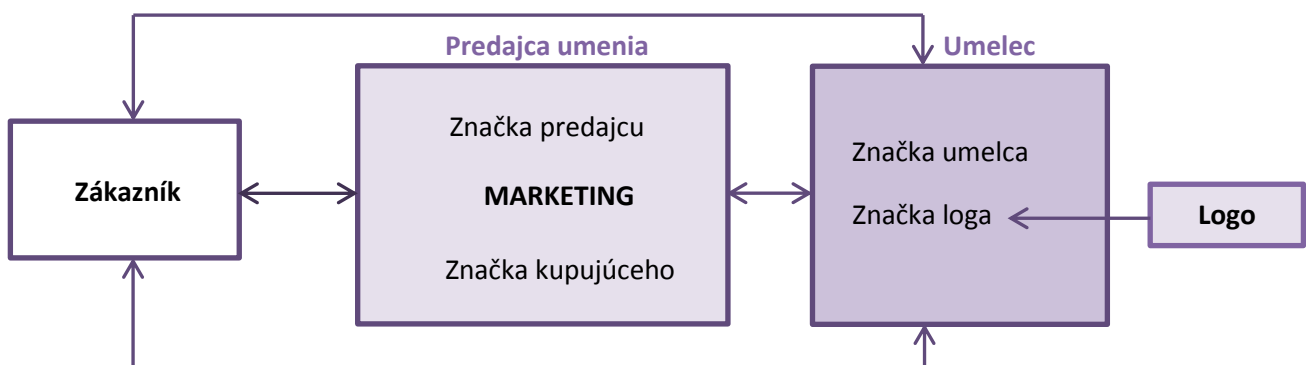 Predajca umenia
Umelec
Značka predajcu
Značka umelca
Zákazník
MARKETING
Značka loga
Logo
Značka kupujúceho